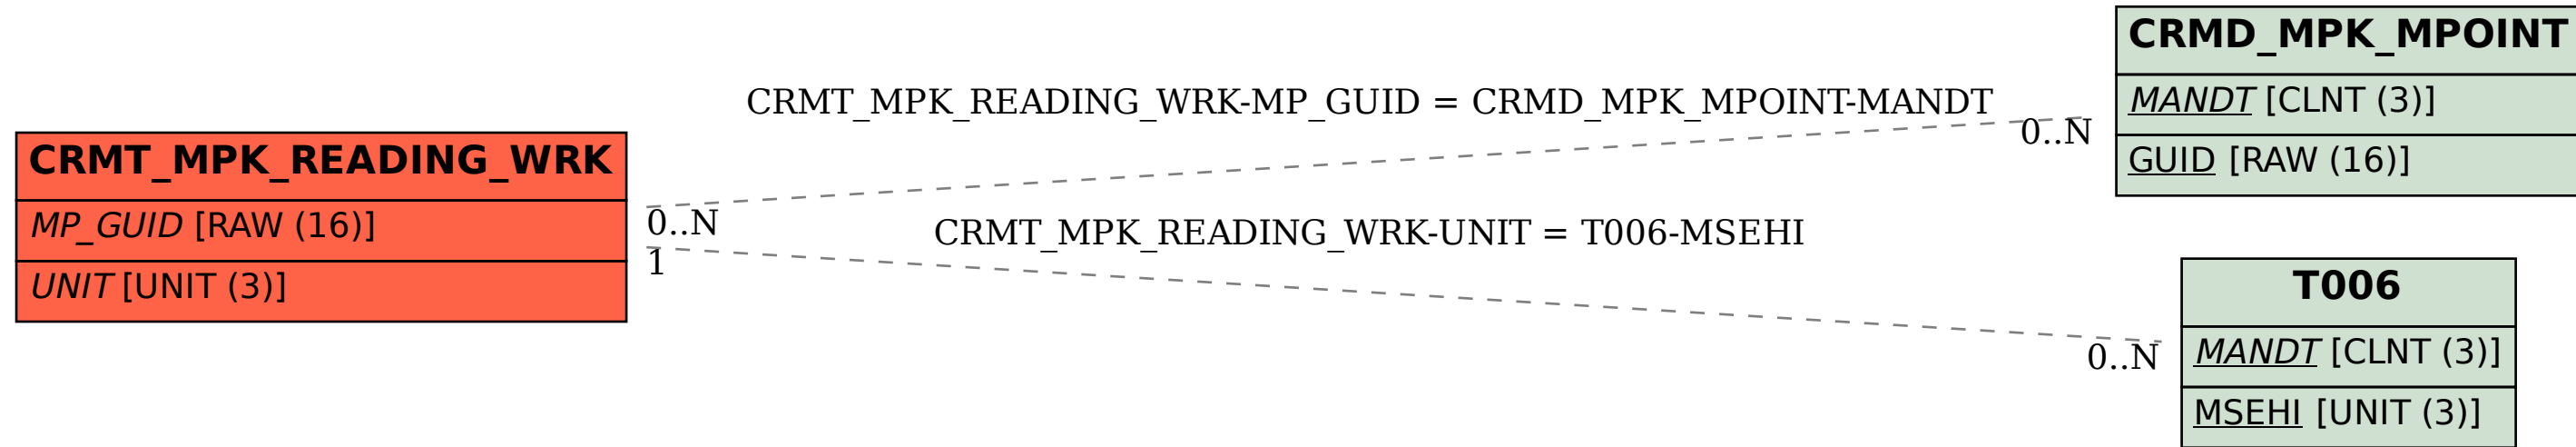 CRMT_MPK_READING_WRK
MP_GUID [RAW (16)]
UNIT [UNIT (3)]
CRMT_MPK_READING_WRK-MP_GUID = CRMD_MPK_MPOINT-MANDT
0..N
0..N
CRMT_MPK_READING_WRK-UNIT = T006-MSEHI
1
0..N
CRMD_MPK_MPOINT
MANDT [CLNT (3)]
GUID [RAW (16)]
T006
MANDT [CLNT (3)]
MSEHI [UNIT (3)]